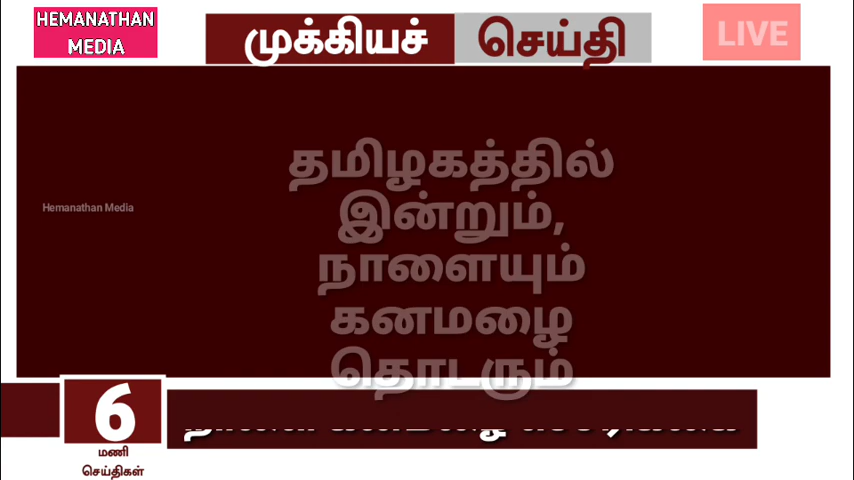 HEMANATHAN
MEDIA
முக்கியச் செய்தி
LIVE
தமிழகத்தில்
இன்றும்,
Hemanathan Media
நாளையும்
கனமழை
தொடரும்
6
மணி
செய்திகள்